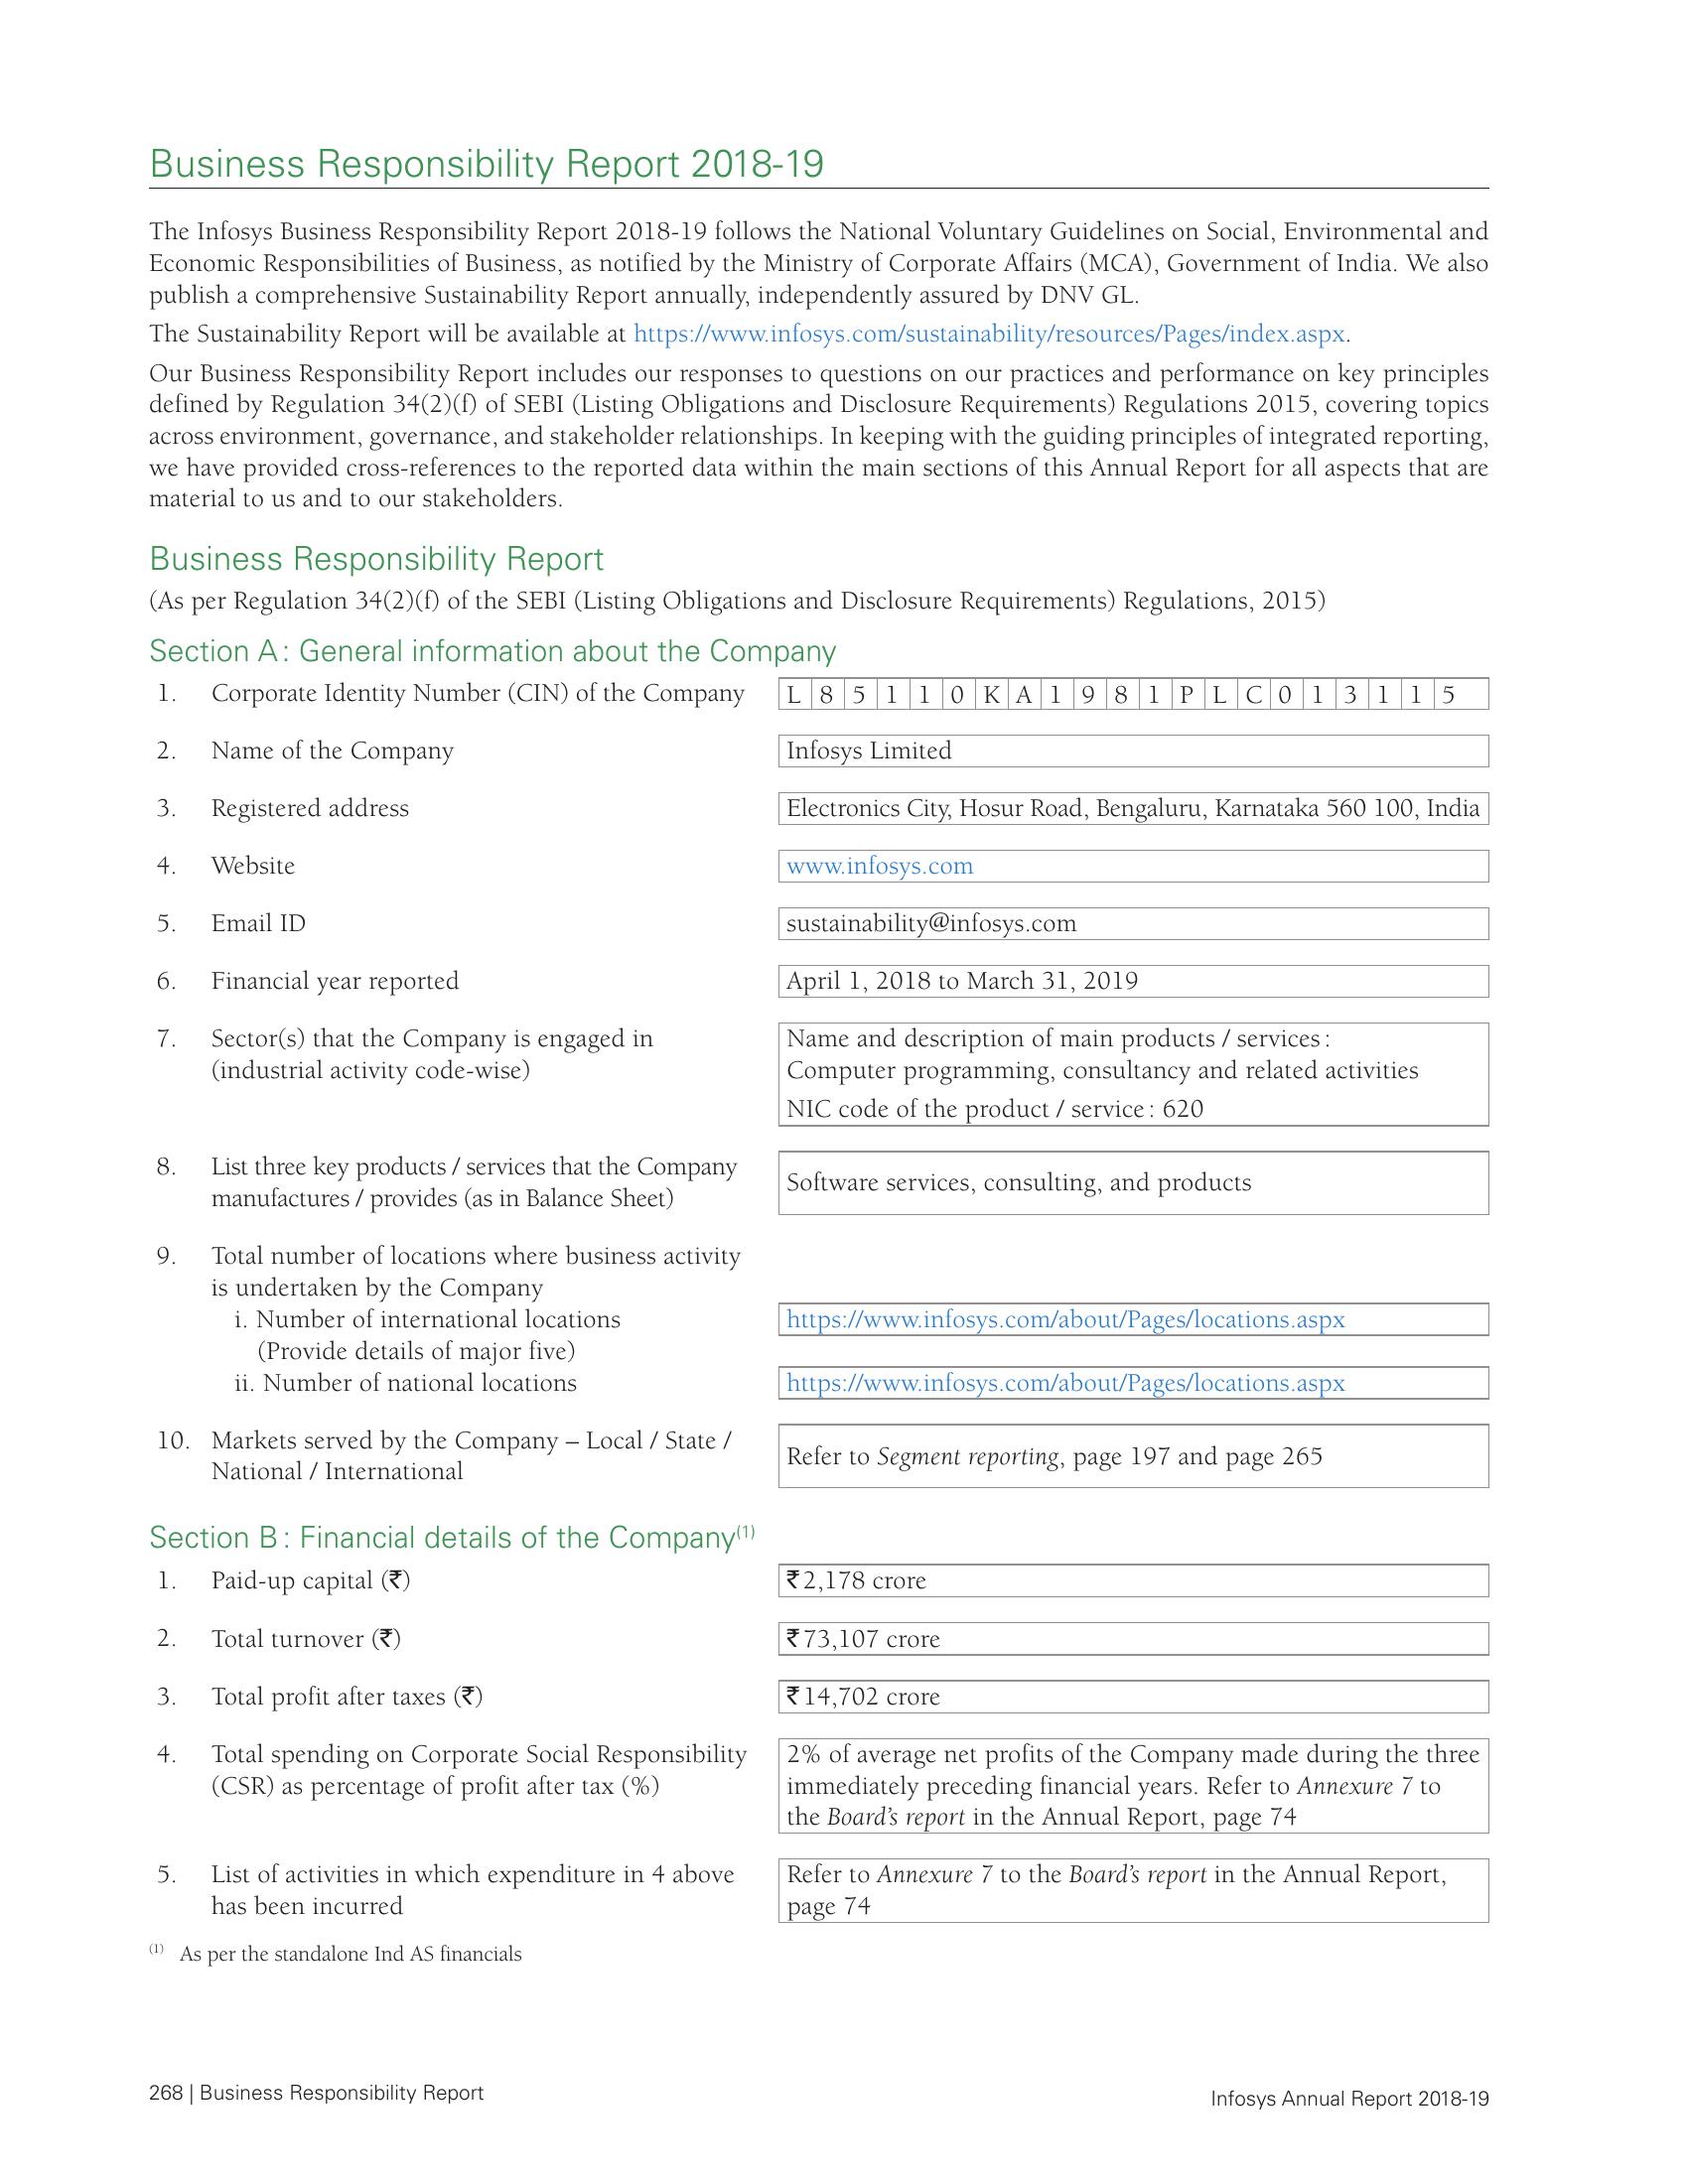 Business Responsibility Report 2018-19
The Infosys Business Responsibility Report 2018-19 follows the National Voluntary Guidelines on Social, Environmental and
Economic Responsibilities of Business, as notified by the Ministry of Corporate Affairs (MCA), Government of India. We also
publish a comprehensive Sustainability Report annually, independently assured by DNV GL.
The Sustainability Report will be available at https://www.infosys.com/sustainability/resources/Pages/index.aspx.
Our Business Responsibility Report includes our responses to questions on our practices and performance on key principles
defined by Regulation 34(2)(f) of SEBI (Listing Obligations and Disclosure Requirements) Regulations 2015, covering topics
across environment, governance, and stakeholder relationships. In keeping with the guiding principles of integrated reporting,
we have provided cross-references to the reported data within the main sections of this Annual Report for all aspects that are
material to us and to our stakeholders.
Business Responsibility Report
(As per Regulation 34(2)(f) of the SEBI (Listing Obligations and Disclosure Requirements) Regulations, 2015)
Section A: General information about the Company
1. Corporate Identity Number (CIN) of the Company L 8 5 1 1 0 K A 1 9 8 1 P L C 0 1 3 1 1 5
2. Name of the Company Infosys Limited
3. Registered address Electronics City, Hosur Road, Bengaluru, Karnataka 560 100, India
4. Website www.infosys.com
5. Email ID sustainability@infosys.com
6. Financial year reported April 1, 2018 to March 31, 2019
7. Sector(s) that the Company is engaged in
(industrial activity code-wise)
Name and description of main products / services:
Computer programming, consultancy and related activities
NIC code of the product / service: 620
8. List three key products / services that the Company
manufactures / provides (as in Balance Sheet)
Software services, consulting, and products
9. Total number of locations where business activity
is undertaken by the Company
i. Number of international locations https://www.infosys.com/about/Pages/locations.aspx
(Provide details of major five)
ii. Number of national locations https://www.infosys.com/about/Pages/locations.aspx
10. Markets served by the Company – Local / State /
National / International
Refer to Segment reporting, page 197 and page 265
Section B: Financial details of the Company(1)
1. Paid-up capital (₹) ₹2,178 crore
2. Total turnover (₹) ₹73,107 crore
3. Total profit after taxes (₹) ₹14,702 crore
4. Total spending on Corporate Social Responsibility
(CSR) as percentage of profit after tax (%)
2% of average net profits of the Company made during the three
immediately preceding financial years. Refer to Annexure 7 to
the Board's report in the Annual Report, page 74
5. List of activities in which expenditure in 4 above
has been incurred
Refer to Annexure 7 to the Board's report in the Annual Report,
page 74
(1) As per the standalone Ind AS financials
268 | Business Responsibility Report
Infosys Annual Report 2018-19